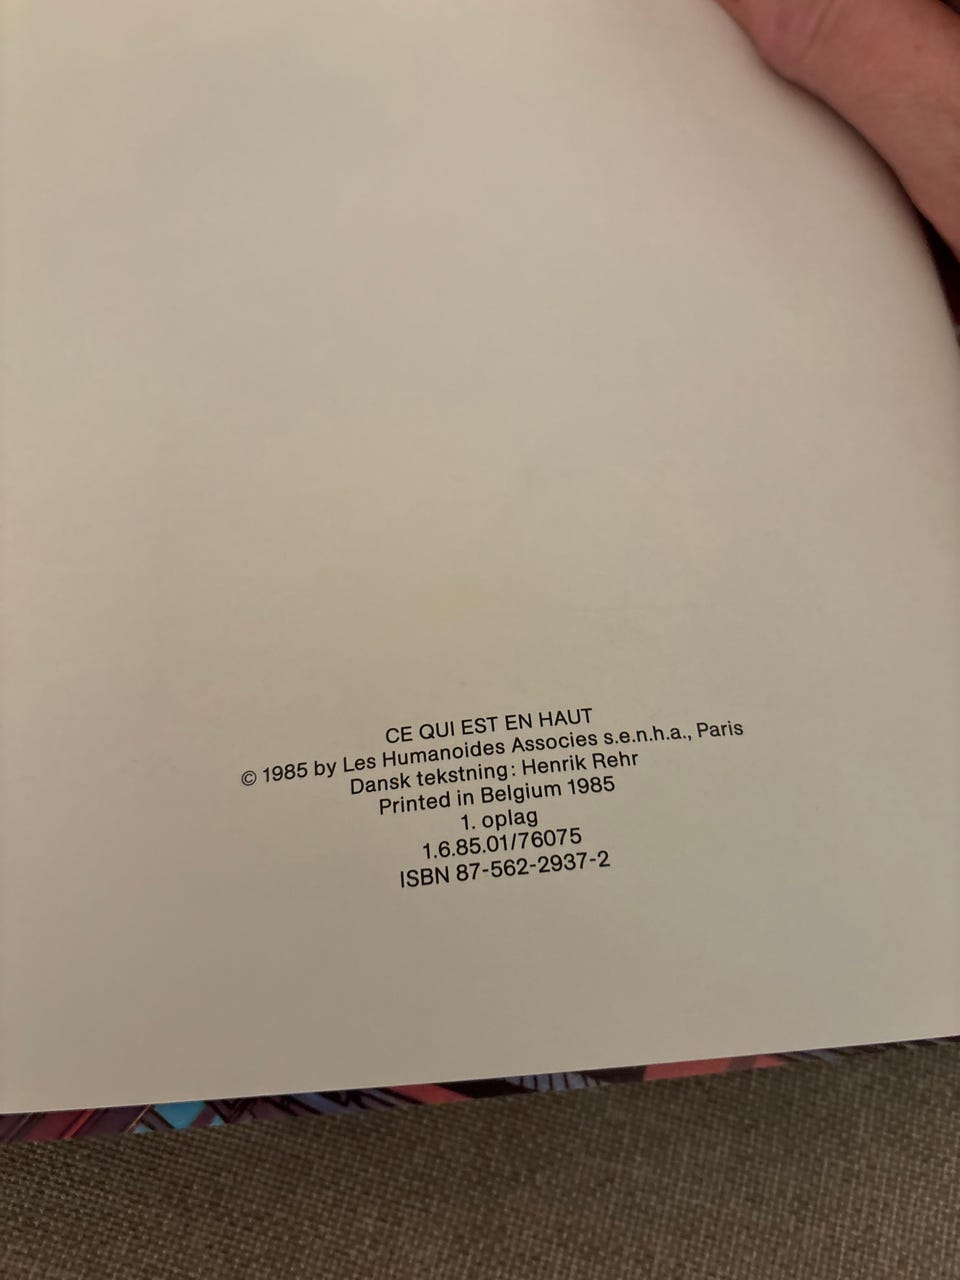 CE QUI EST EN HAUT
© 1985 by Les Humanoides Associes s.e.n.h.a., Paris
Dansk tekstning: Henrik Rehr
Printed in Belgium 1985
1. oplag
1.6.85.01/76075
ISBN 87-562-2937-2